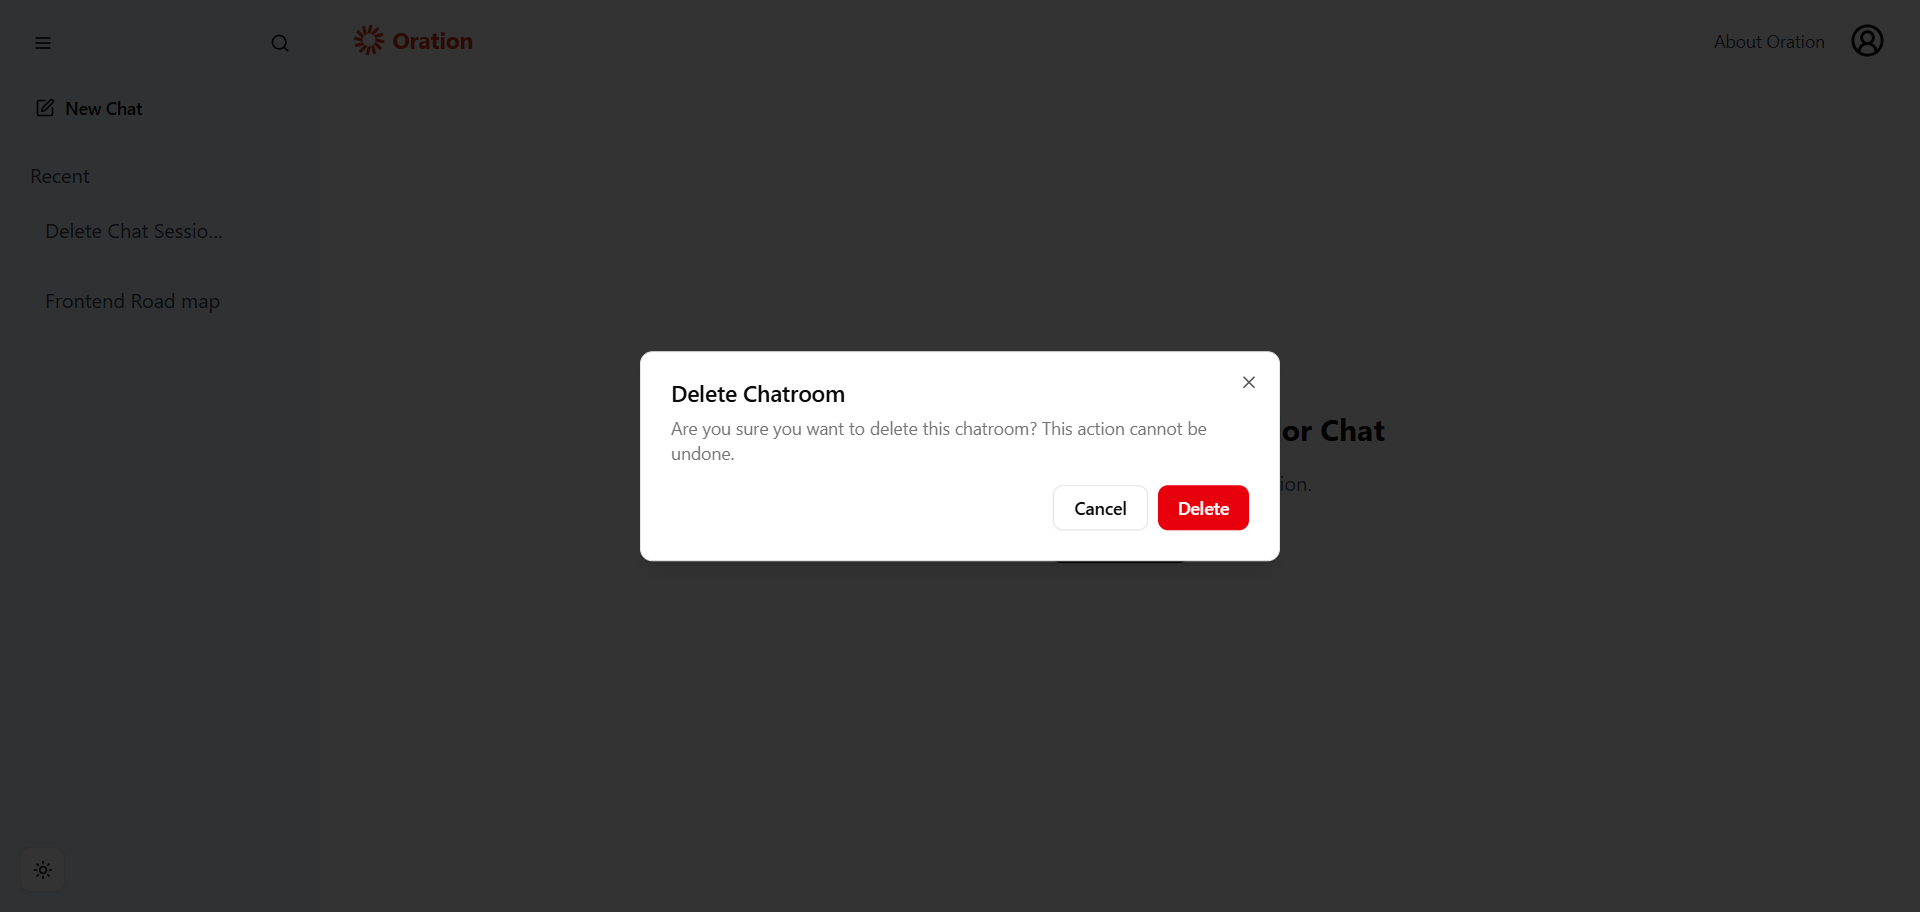 Oration
About Oration
New Chat
Recent
Delete Chat Sessio...
Frontend Road map
Delete Chatroom
Are you sure you want to delete this chatroom? This action cannot be
undone.
Cancel
Delete
or Chat
ion.